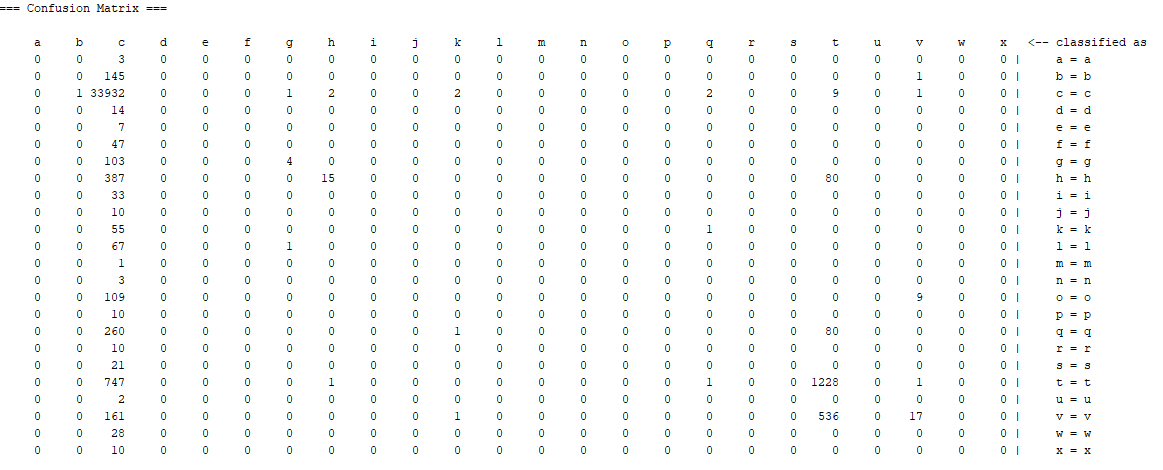 === Confusion Matrix ===
a b c d e f g h i j k l m n o p q r s t u v w x <-- classified as
0 0 3 0 0 0 0 0 0 0 0 0 0 0 0 0 0 0 0 0 0 0 0 0 | a = a
0 0 145 0 0 0 0 0 0 0 0 0 0 0 0 0 0 0 0 0 0 1 0 0 | b = b
0 1 33932 0 0 0 1 2 0 0 2 0 0 0 0 0 2 0 0 9 0 1 0 0 | c = c
0 0 14 0 0 0 0 0 0 0 0 0 0 0 0 0 0 0 0 0 0 0 0 0 | d = d
0 0 7 0 0 0 0 0 0 0 0 0 0 0 0 0 0 0 0 0 0 0 0 0 | e = e
0 0 47 0 0 0 0 0 0 0 0 0 0 0 0 0 0 0 0 0 0 0 0 0 | f = f
0 0 103 0 0 0 4 0 0 0 0 0 0 0 0 0 0 0 0 0 0 0 0 0 | g = g
0 0 387 0 0 0 0 15 0 0 0 0 0 0 0 0 0 0 0 80 0 0 0 0 | h = h
0 0 33 0 0 0 0 0 0 0 0 0 0 0 0 0 0 0 0 0 0 0 0 0 | i = i
0 0 10 0 0 0 0 0 0 0 0 0 0 0 0 0 0 0 0 0 0 0 0 0 | j = j
0 0 55 0 0 0 0 0 0 0 0 0 0 0 0 0 1 0 0 0 0 0 0 0 | k = k
0 0 67 0 0 0 1 0 0 0 0 0 0 0 0 0 0 0 0 0 0 0 0 0 | l = l
0 0 1 0 0 0 0 0 0 0 0 0 0 0 0 0 0 0 0 0 0 0 0 0 | m = m
0 0 3 0 0 0 0 0 0 0 0 0 0 0 0 0 0 0 0 0 0 0 0 0 | n = n
0 0 109 0 0 0 0 0 0 0 0 0 0 0 0 0 0 0 0 0 0 9 0 0 | o = o
0 0 10 0 0 0 0 0 0 0 0 0 0 0 0 0 0 0 0 0 0 0 0 0 | p = p
0 0 260 0 0 0 0 0 0 0 1 0 0 0 0 0 0 0 0 80 0 0 0 0 | q = q
0 0 10 0 0 0 0 0 0 0 0 0 0 0 0 0 0 0 0 0 0 0 0 0 | r = r
0 0 21 0 0 0 0 0 0 0 0 0 0 0 0 0 0 0 0 0 0 0 0 0 | s = s
0 0 747 0 0 0 0 1 0 0 0 0 0 0 0 0 1 0 0 1228 0 1 0 0 | t = t
0 0 2 0 0 0 0 0 0 0 0 0 0 0 0 0 0 0 0 0 0 0 0 0 | u = u
0 0 161 0 0 0 0 0 0 0 1 0 0 0 0 0 0 0 0 536 0 17 0 0 | v = v
0 0 28 0 0 0 0 0 0 0 0 0 0 0 0 0 0 0 0 0 0 0 0 0 | w = w
0 0 10 0 0 0 0 0 0 0 0 0 0 0 0 0 0 0 0 0 0 0 0 0 | x = x